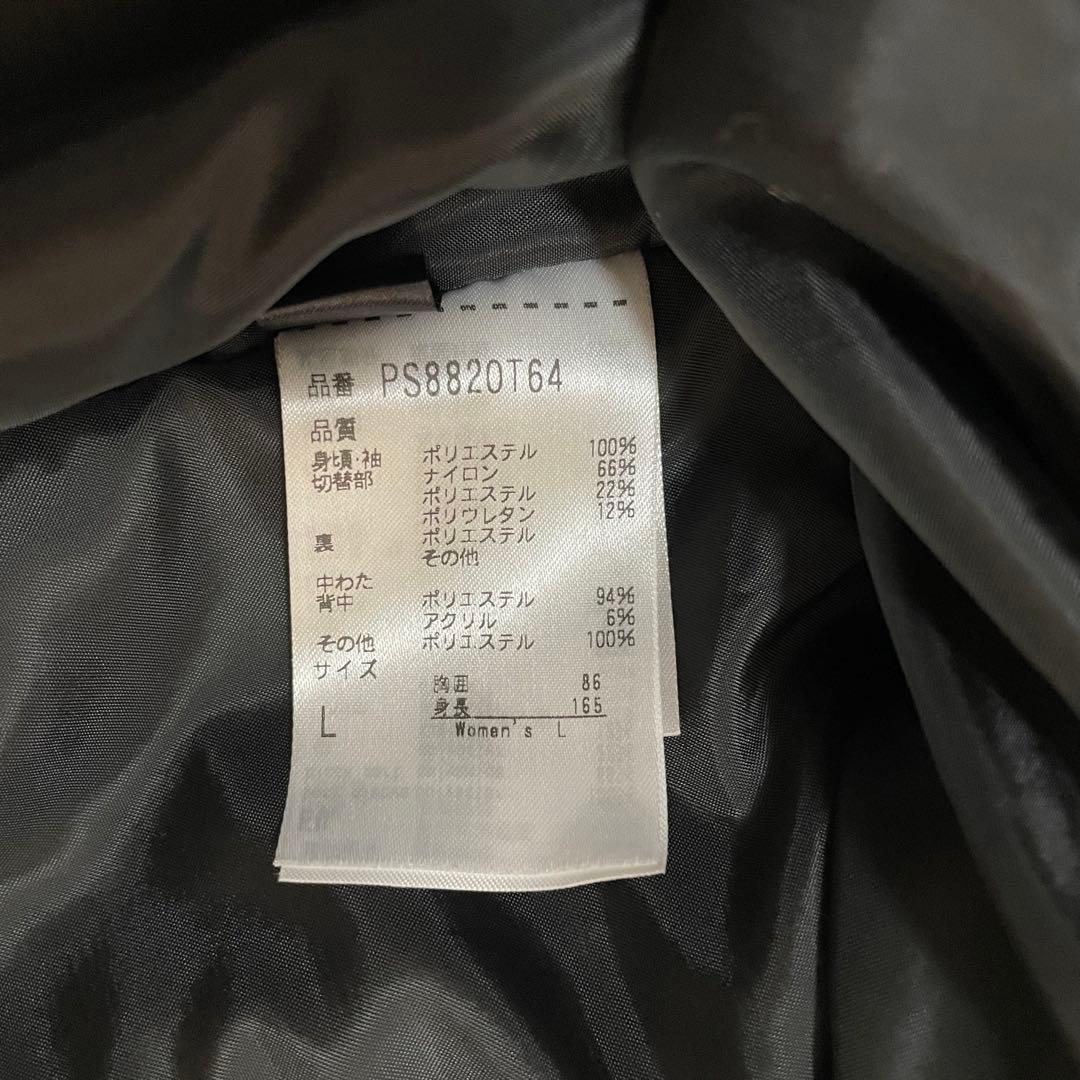 品番 PS8820T64
品質
身頃・袖 ポリエステル 100%
切替部 ナイロン 66%
ポリエステル 22%
ポリウレタン 12%
裏 ポリエステル
その他
中わた
背中 ポリエステル 94%
アクリル 6%
その他 ポリエステル 100%
サイズ
胸囲 86
身長 165
L Women's L